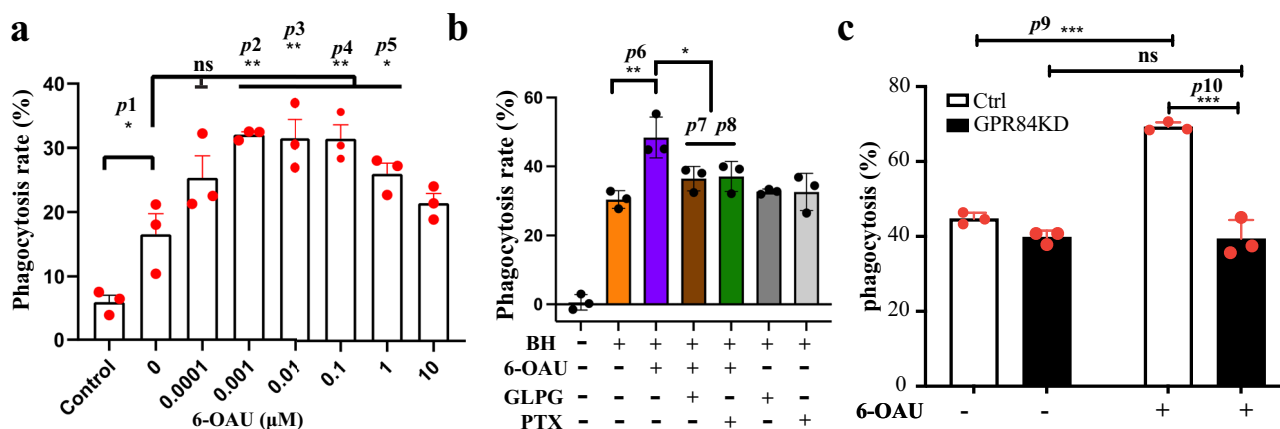 a
Phagocytosis rate (%)
40
30
20
10
0
p1
*
ns
p2
**
p3
**
p4
**
p5
*
Control
0
0.0001
0.001
0.01
0.1
1
10
6-OAU (µM)
b
Phagocytosis rate (%)
60
40
20
0
p6
**
*
p7
p8
BH - + + + + + +
6-OAU - - + + + - -
GLPG - - - + - + -
PTX - - - - + - +
c
phagocytosis (%)
80
60
40
20
0
p9 ***
ns
p10
***
Ctrl
GPR84KD
6-OAU - - + +